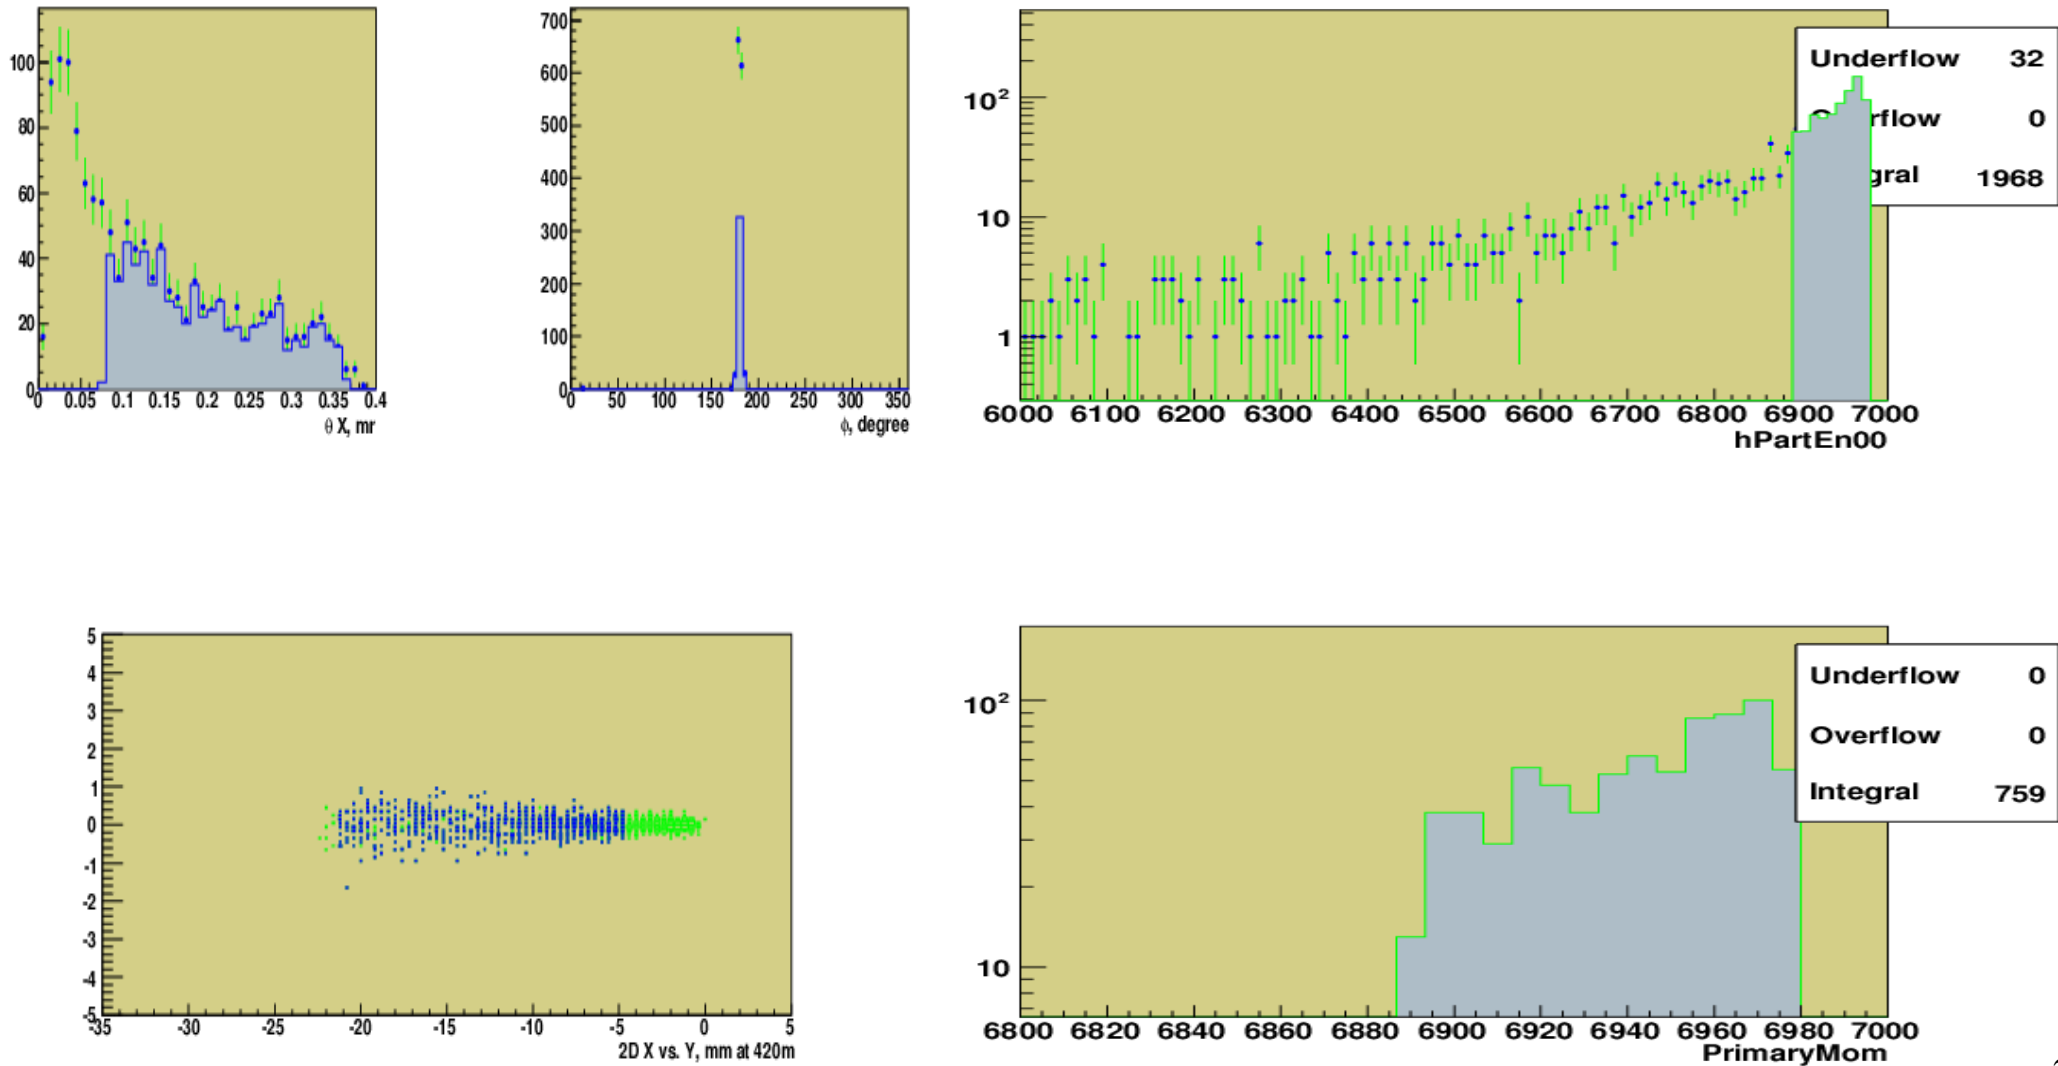 100
80
60
40
20
0
0 0.05 0.1 0.15 0.2 0.25 0.3 0.35 0.4
θ X, mr
700
600
500
400
300
200
100
0
0 50 100 150 200 250 300 350
ϕ, degree
10²
10
1
Underflow 32
rflow 0
gral 1968
6000 6100 6200 6300 6400 6500 6600 6700 6800 6900 7000
hPartEn00
5
4
3
2
1
0
-1
-2
-3
-4
-5
-35 -30 -25 -20 -15 -10 -5 0 5
2D X vs. Y, mm at 420m
10²
10
Underflow 0
Overflow 0
Integral 759
6800 6820 6840 6860 6880 6900 6920 6940 6960 6980 7000
PrimaryMom